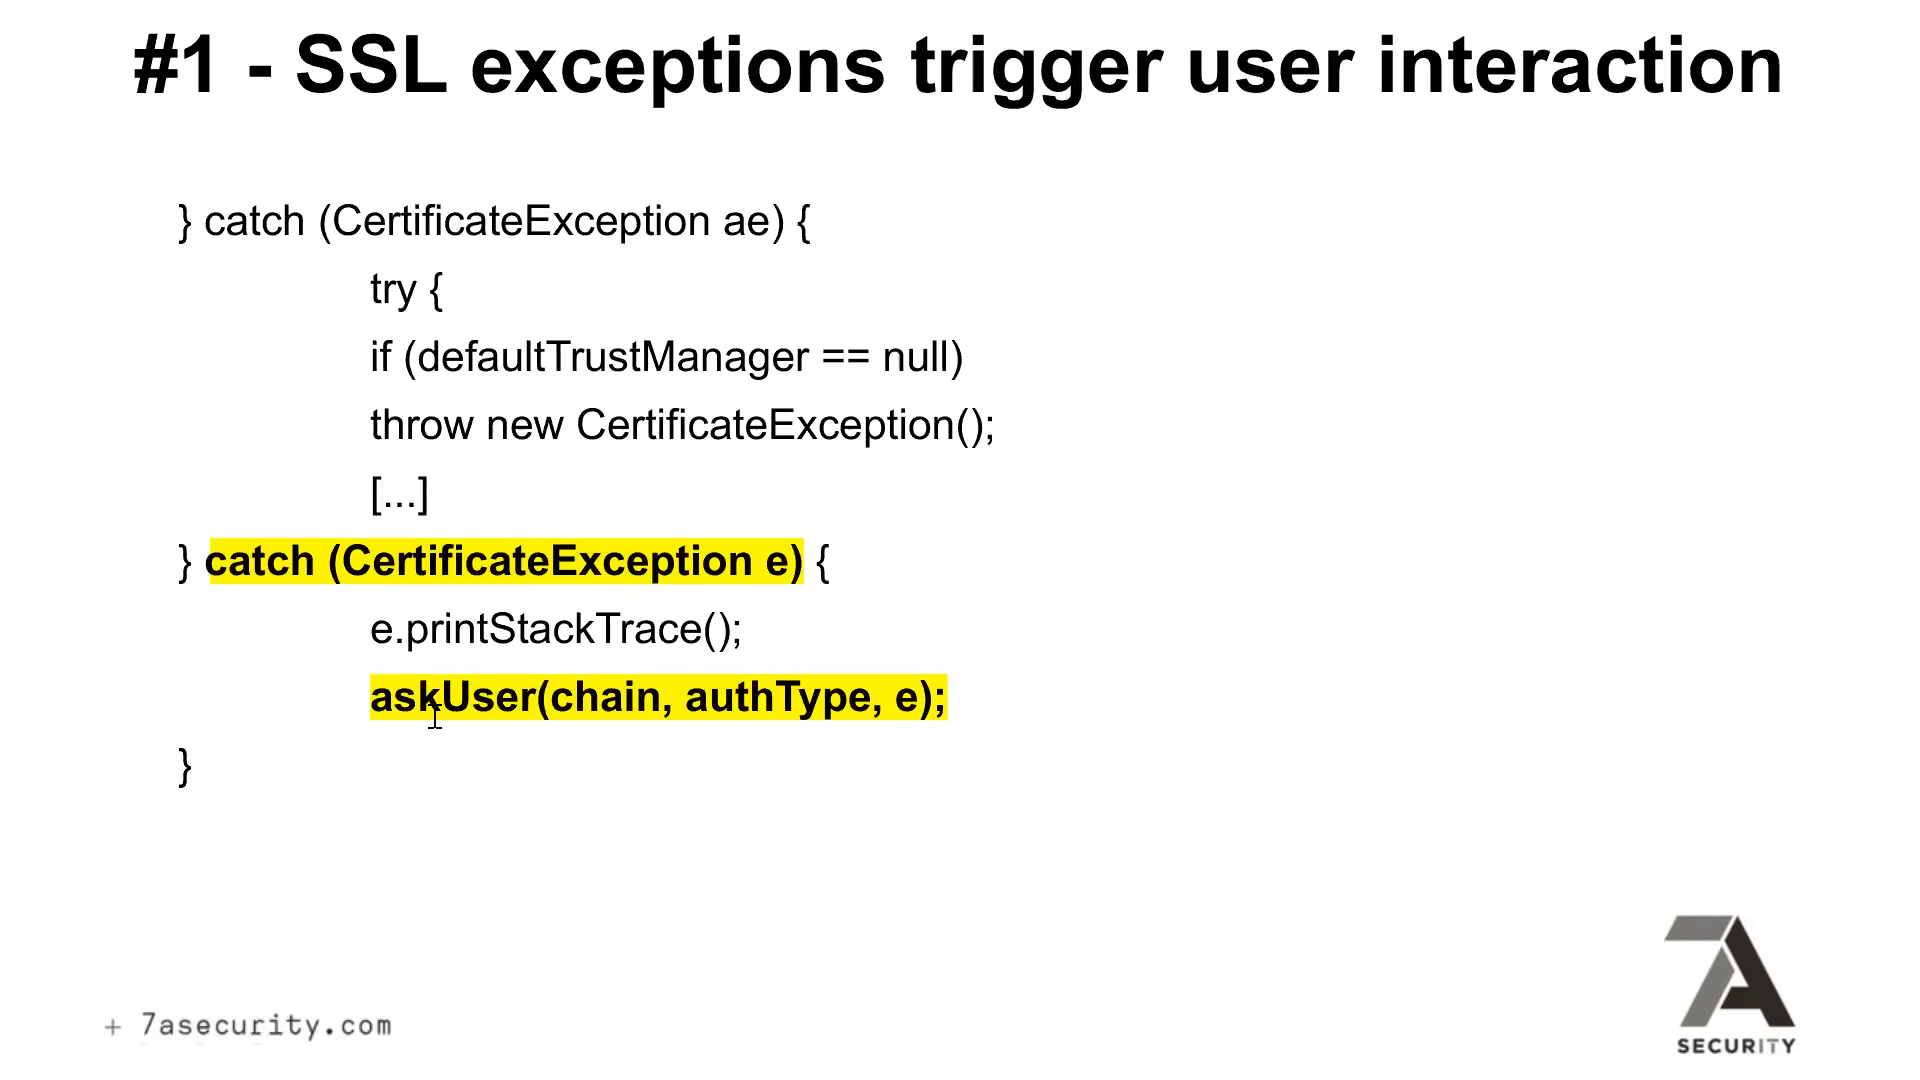 #1 - SSL exceptions trigger user interaction
} catch (CertificateException ae) {
try {
if (defaultTrustManager == null)
throw new CertificateException();
[...]
} catch (CertificateException e) {
e.printStackTrace();
askUser(chain, authType, e);
}
+ 7asecurity.com
7A
SECURITY